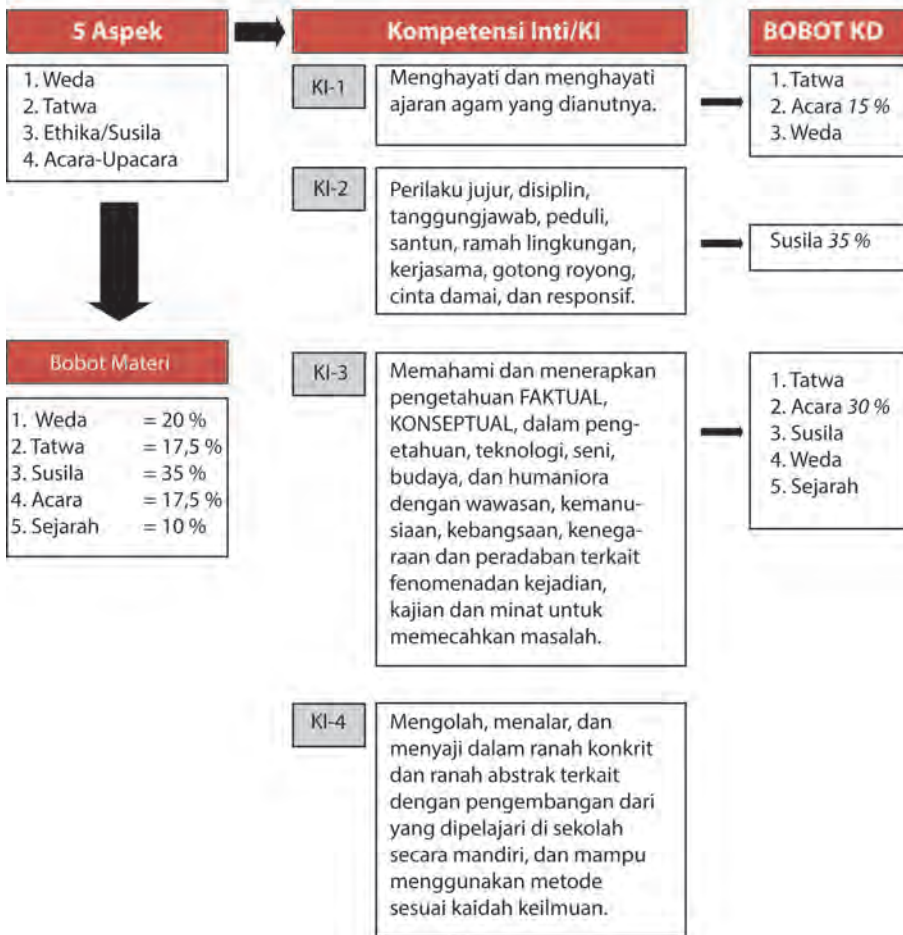 5 Aspek
1. Weda
2. Tatwa
3. Ethika/Susila
4. Acara-Upacara
Bobot Materi
1. Weda = 20 %
2. Tatwa = 17,5 %
3. Susila = 35 %
4. Acara = 17,5 %
5. Sejarah = 10 %
Kompetensi Inti/KI
KI-1
Menghayati dan menghayati
ajaran agam yang dianutnya.
KI-2
Perilaku jujur, disiplin,
tanggungjawab, peduli,
santun, ramah lingkungan,
kerjasama, gotong royong,
cinta damai, dan responsif.
KI-3
Memahami dan menerapkan
pengetahuan FAKTUAL,
KONSEPTUAL, dalam peng-
etahuan, teknologi, seni,
budaya, dan humaniora
dengan wawasan, kemanu-
siaan, kebangsaan, kenega-
raan dan peradaban terkait
fenomenadan kejadian,
kajian dan minat untuk
memecahkan masalah.
KI-4
Mengolah, menalar, dan
menyaji dalam ranah konkrit
dan ranah abstrak terkait
dengan pengembangan dari
yang dipelajari di sekolah
secara mandiri, dan mampu
menggunakan metode
sesuai kaidah keilmuan.
BOBOT KD
1. Tatwa
2. Acara 15 %
3. Weda
Susila 35 %
1. Tatwa
2. Acara 30 %
3. Susila
4. Weda
5. Sejarah